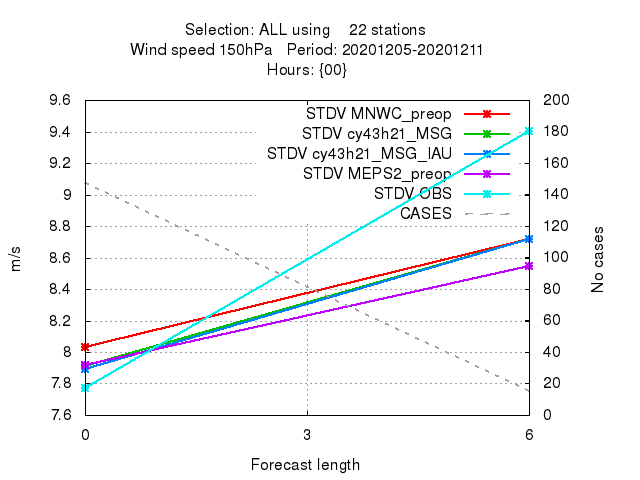 Selection: ALL using 22 stations
Wind speed 150hPa Period: 20201205-20201211
Hours: {00}
9.6 200
STDV MNWC_preop
9.4 180
STDV cy43h21_MSG
STDV cy43h21_MSG_IAU
9.2 160
STDV MEPS2_preop
9 140
STDV OBS
CASES
8.8 120
8.6 100
m/s
No cases
8.4 80
8.2 60
8 40
7.8 20
7.6 0
0 3 6
Forecast length